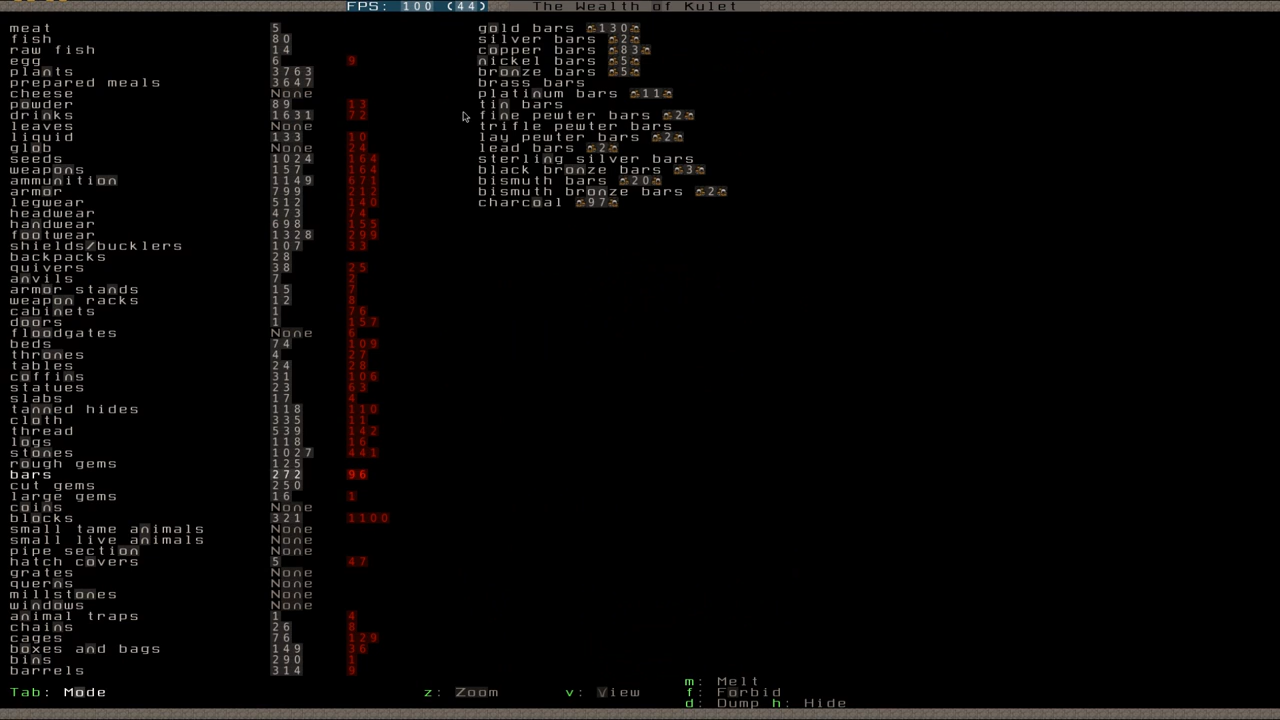 FPS: 100 (44) The Wealth of Kulet
meat 5 gold bars 130
fish 80 silver bars 2
raw fish 14 copper bars 83
egg 6 9 nickel bars 5
plants 3763 bronze bars 5
prepared meals 3647 brass bars
cheese None platinum bars 11
powder 89 13 tin bars
drinks 1631 72 fine pewter bars 2
leaves None trifle pewter bars
liquid 133 10 lay pewter bars 2
glob None 24 lead bars 2
seeds 1024 164 sterling silver bars
weapons 157 164 black bronze bars 3
ammunition 1149 671 bismuth bars 20
armor 799 212 bismuth bronze bars 2
legwear 512 140 charcoal 97
headwear 473 74
handwear 698 155
footwear 1328 299
shields/bucklers 107 33
backpacks 28
quivers 38 25
anvils 7 2
armor stands 15 7
weapon racks 12 8
cabinets 1 76
doors 1 157
floodgates None 6
beds 74 109
thrones 4 27
tables 24 28
coffins 31 106
statues 23 63
slabs 17 4
tanned hides 118 110
cloth 335 11
thread 539 142
logs 118 16
stones 1027 441
rough gems 125
bars 272 96
cut gems 250
large gems 16 1
coins None
blocks 321 1100
small tame animals None
small live animals None
pipe section None
hatch covers 5 47
grates None
querns None
millstones None
windows None
animal traps 1 4
chains 26 8
cages 76 129
boxes and bags 149 36
bins 290 1
barrels 314 9
m: Melt
Tab: Mode z: Zoom v: View f: Forbid
d: Dump h: Hide